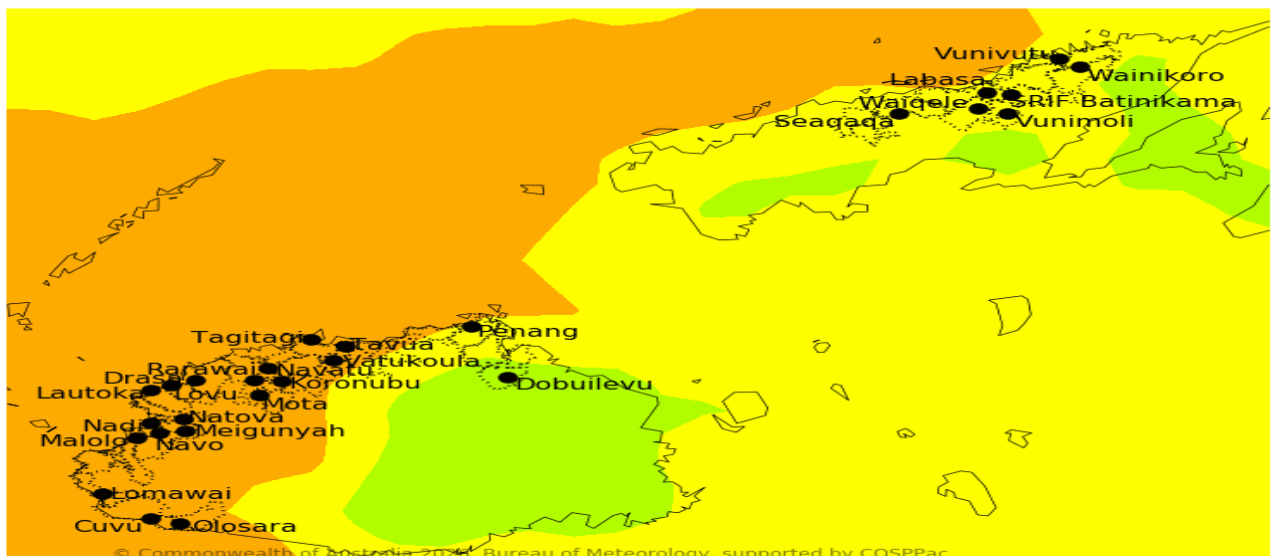 Vunivutu
Wainikoro
Labasa
SRIF Batinikama
Waiqele
Vunimoli
Seaqaqa
Penang
Tagitagi
Tavua
Vatukoula
Rarawai
Navatu
Drasa
Koronubu
Dobuilevu
Lautoka
Lovu
Mota
Natova
Nadi
Meigunyah
Malolo
Navo
Lomawai
Cuvu
Olosara
© Commonwealth of Australia Bureau of Meteorology, supported by COSPPac